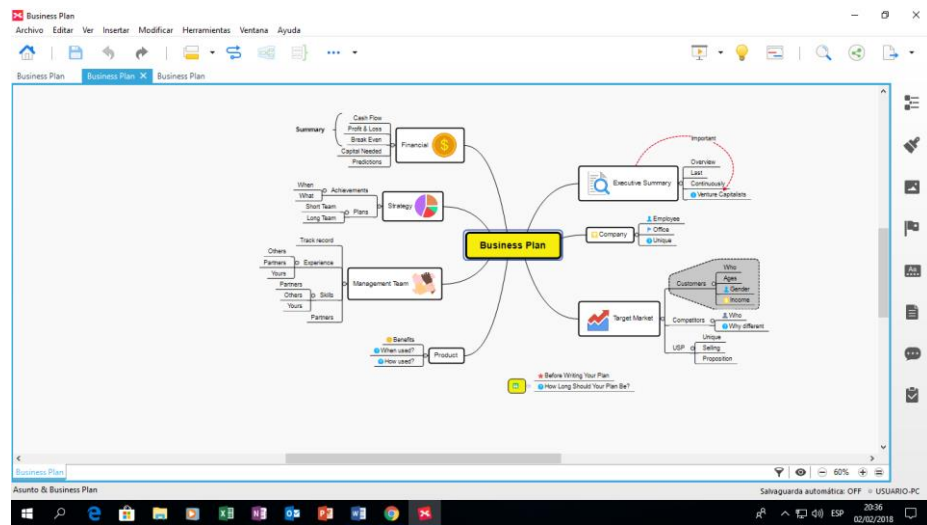 Business Plan
Archivo Editar Ver Insertar Modificar Herramientas Ventana Ayuda
Business Plan Business Plan Business Plan
Summary
Cash Flow
Profit & Loss
Break Even
Capital Needed
Predictions
Financial
When
What
Achievements
Short Team
Long Team
Plans
Strategy
Track record
Others
Partners
Yours
Experience
Partners
Others
Yours
Skills
Partners
Management Team
Benefits
When used?
How used?
Product
Business Plan
Important
Executive Summary
Overview
Last
Continuously
Venture Capitalists
Company
Employee
Office
Unique
Target Market
Customers
Who
Ages
Gender
Income
Competitors
Who
Why different
USP
Unique
Selling
Proposition
Before Writing Your Plan
How Long Should Your Plan Be?
Business Plan
60%
Asunto & Business Plan
Salvaguarda automática: OFF USUARIO-PC
ESP
20:36
02/02/2018